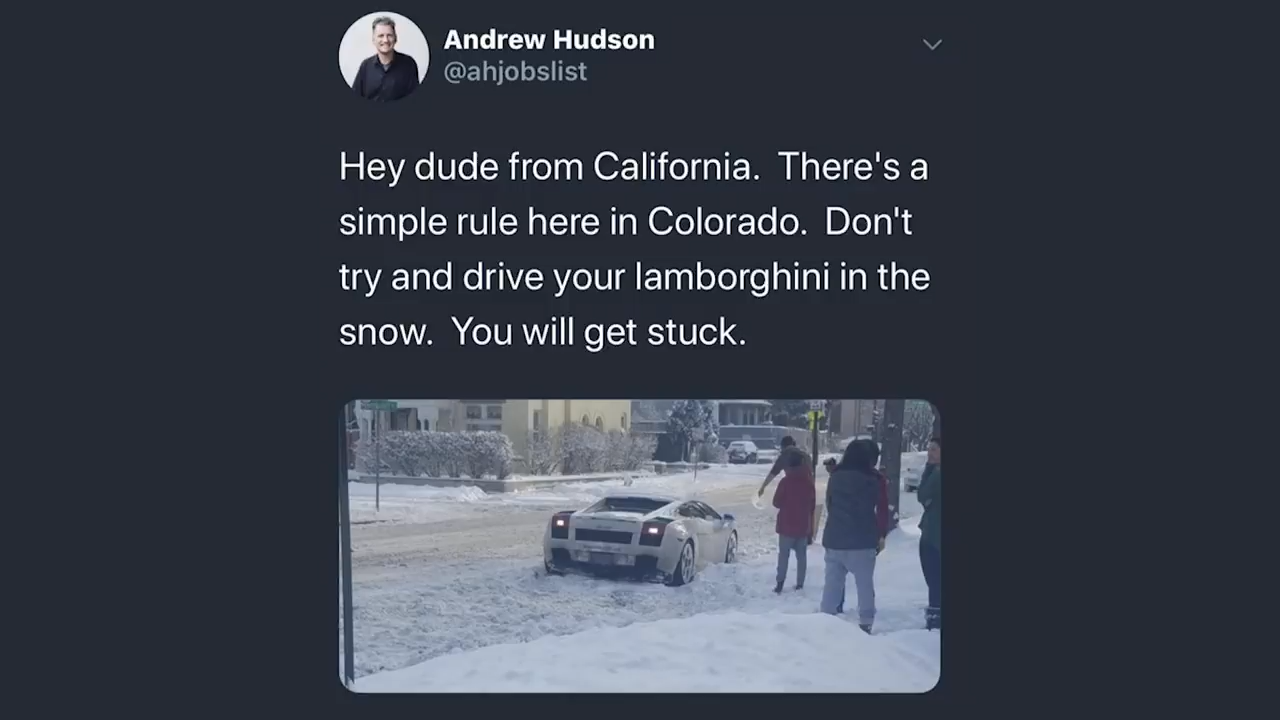 Andrew Hudson
@ahjobslist
Hey dude from California.  There's a
simple rule here in Colorado.  Don't
try and drive your lamborghini in the
snow.  You will get stuck.